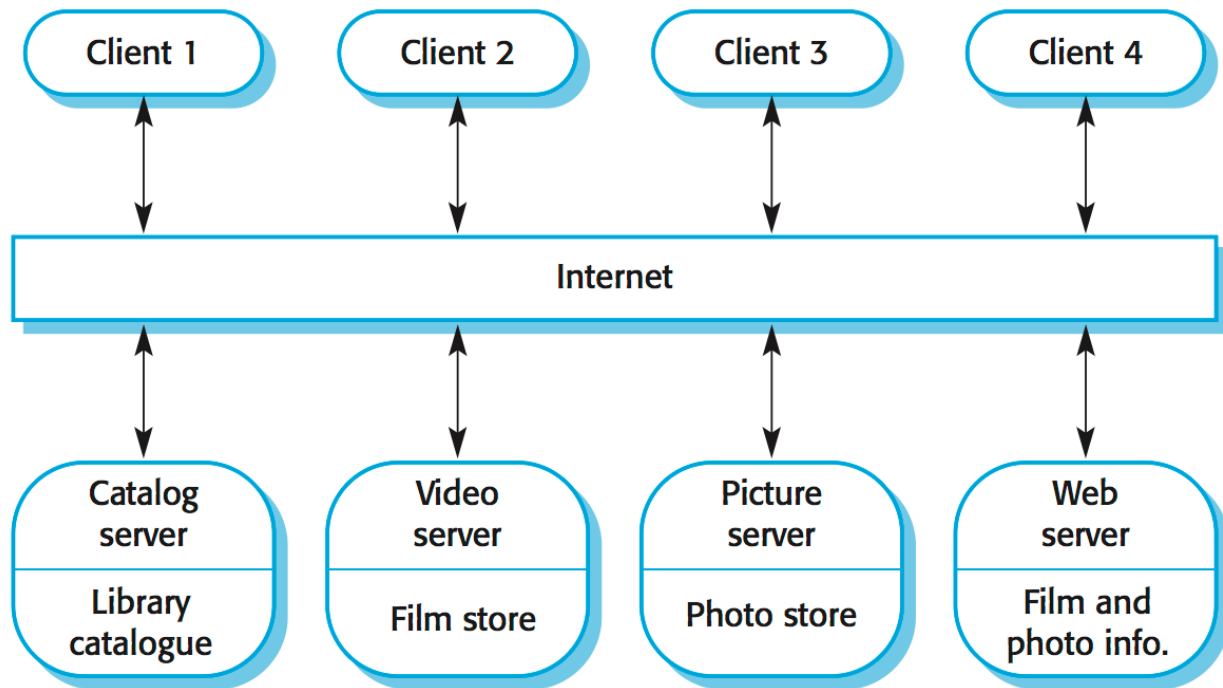 Client 1
Client 2
Client 3
Client 4
Internet
Catalog
server
Library
catalogue
Video
server
Film store
Picture
server
Photo store
Web
server
Film and
photo info.